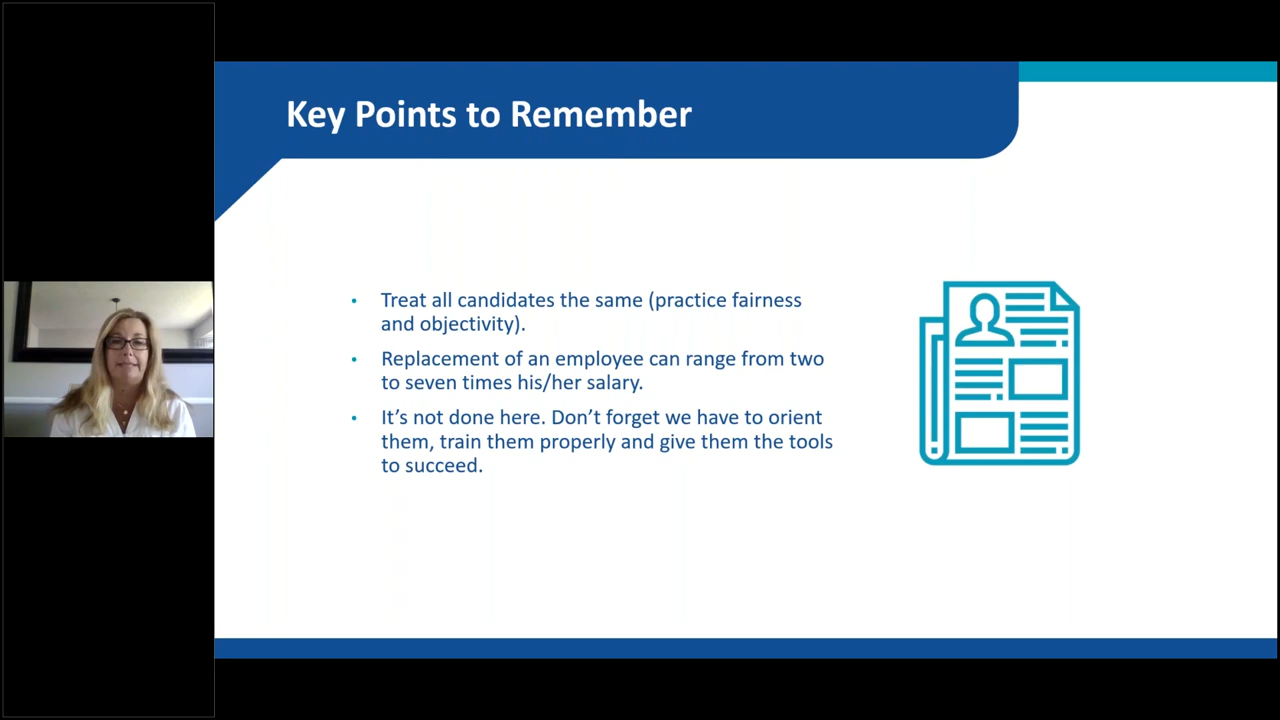 Key Points to Remember
• Treat all candidates the same (practice fairness
and objectivity).
• Replacement of an employee can range from two
to seven times his/her salary.
• It’s not done here. Don’t forget we have to orient
them, train them properly and give them the tools
to succeed.